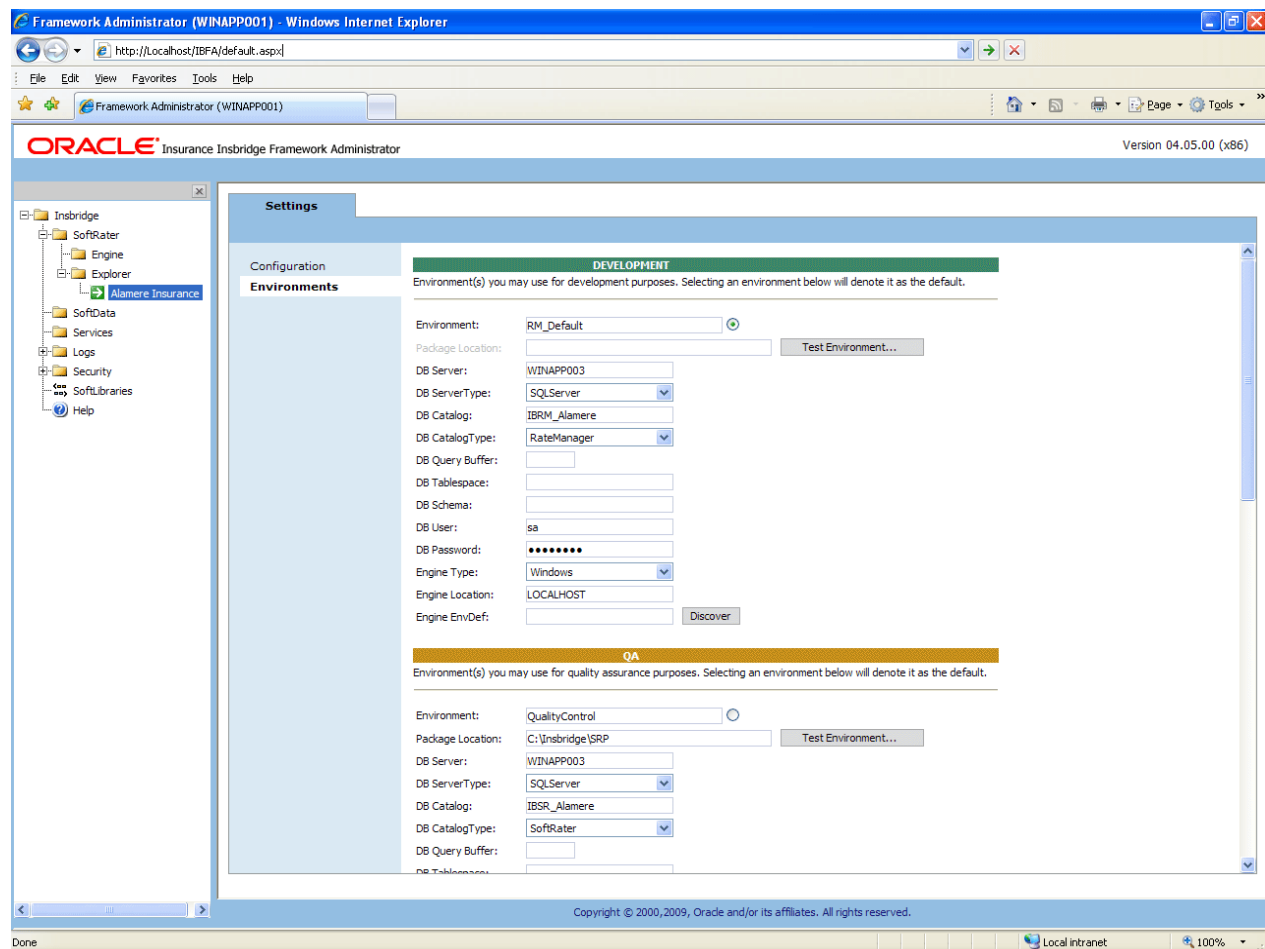 Framework Administrator (WINAPP001) - Windows Internet Explorer
http://Localhost/IBFA/default.aspx
File Edit View Favorites Tools Help
Framework Administrator (WINAPP001)
Page Tools »
ORACLE Insurance Insbridge Framework Administrator
Version 04.05.00 (x86)
Insbridge
SoftRater
Engine
Explorer
Alamere Insurance
SoftData
Services
Logs
Security
SoftLibraries
Help
Settings
Configuration
Environments
DEVELOPMENT
Environment(s) you may use for development purposes. Selecting an environment below will denote it as the default.
Environment: RM_Default
Package Location: Test Environment...
DB Server: WINAPP003
DB ServerType: SQLServer
DB Catalog: IBRM_Alamere
DB CatalogType: RateManager
DB Query Buffer:
DB Tablespace:
DB Schema:
DB User: sa
DB Password: ••••••••
Engine Type: Windows
Engine Location: LOCALHOST
Engine EnvDef: Discover
QA
Environment(s) you may use for quality assurance purposes. Selecting an environment below will denote it as the default.
Environment: QualityControl
Package Location: C:\Insbridge\SRP Test Environment...
DB Server: WINAPP003
DB ServerType: SQLServer
DB Catalog: IBSR_Alamere
DB CatalogType: SoftRater
DB Query Buffer:
DB Tablespace:
Copyright © 2000,2009, Oracle and/or its affiliates. All rights reserved.
Done
Local intranet
100%